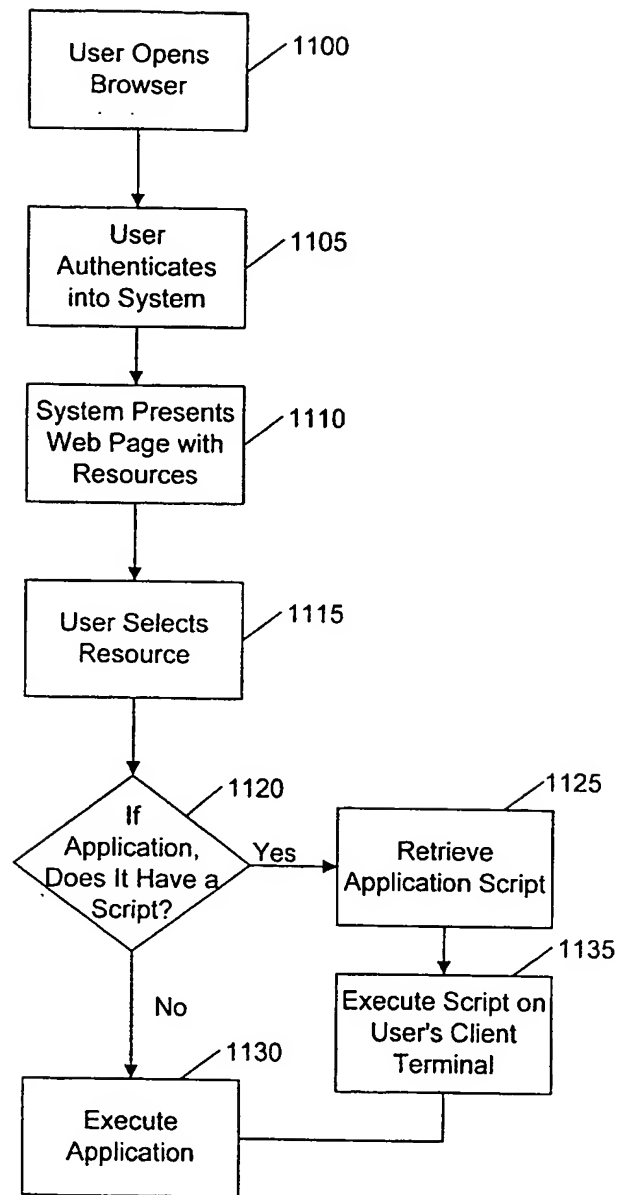 User Opens
Browser
1100
User
Authenticates
into System
1105
System Presents
Web Page with
Resources
1110
User Selects
Resource
1115
If
Application,
Does It Have a
Script?
1120
Yes
Retrieve
Application Script
1125
No
Execute Script on
User's Client
Terminal
1135
Execute
Application
1130